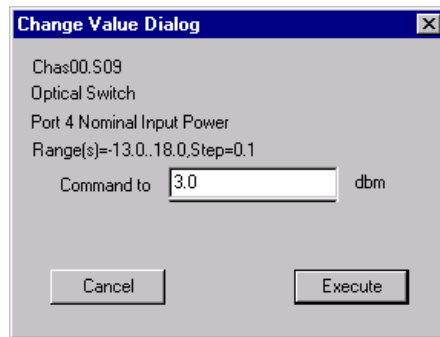 Change Value Dialog
Chas00.S09
Optical Switch
Port 4 Nominal Input Power
Range(s)=-13.0..18.0,Step=0.1
Command to 3.0 dbm
Cancel Execute